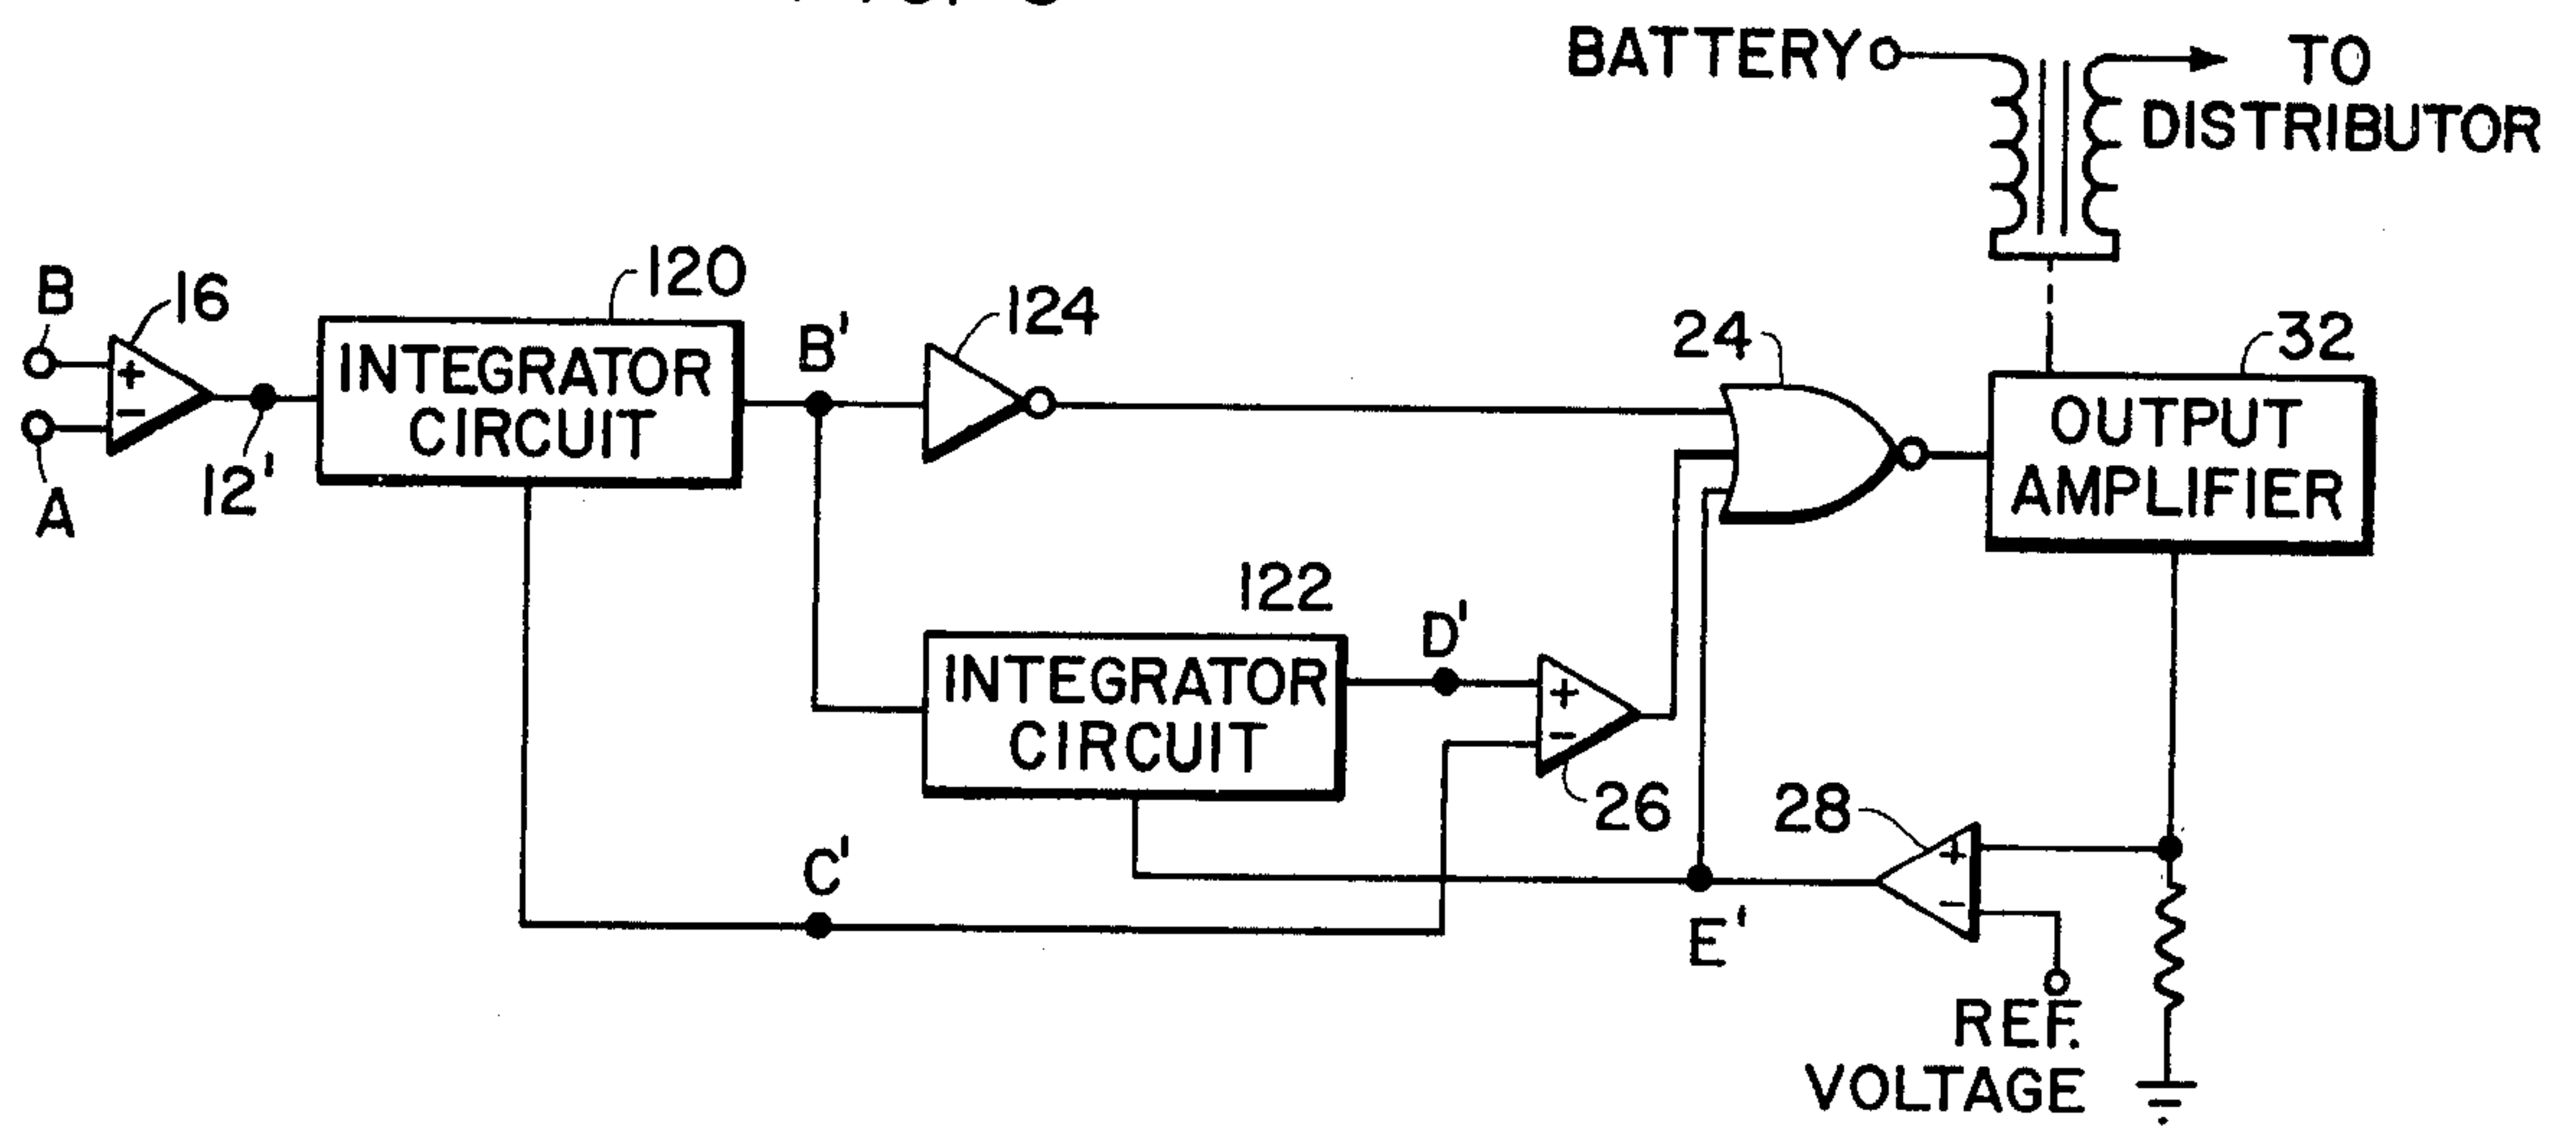 BATTERY
TO
DISTRIBUTOR
B
16
120
B'
124
24
32
INTEGRATOR
CIRCUIT
OUTPUT
AMPLIFIER
+
-
12'
A
122
D'
INTEGRATOR
CIRCUIT
+
-
26
28
+
-
C'
E'
REF.
VOLTAGE